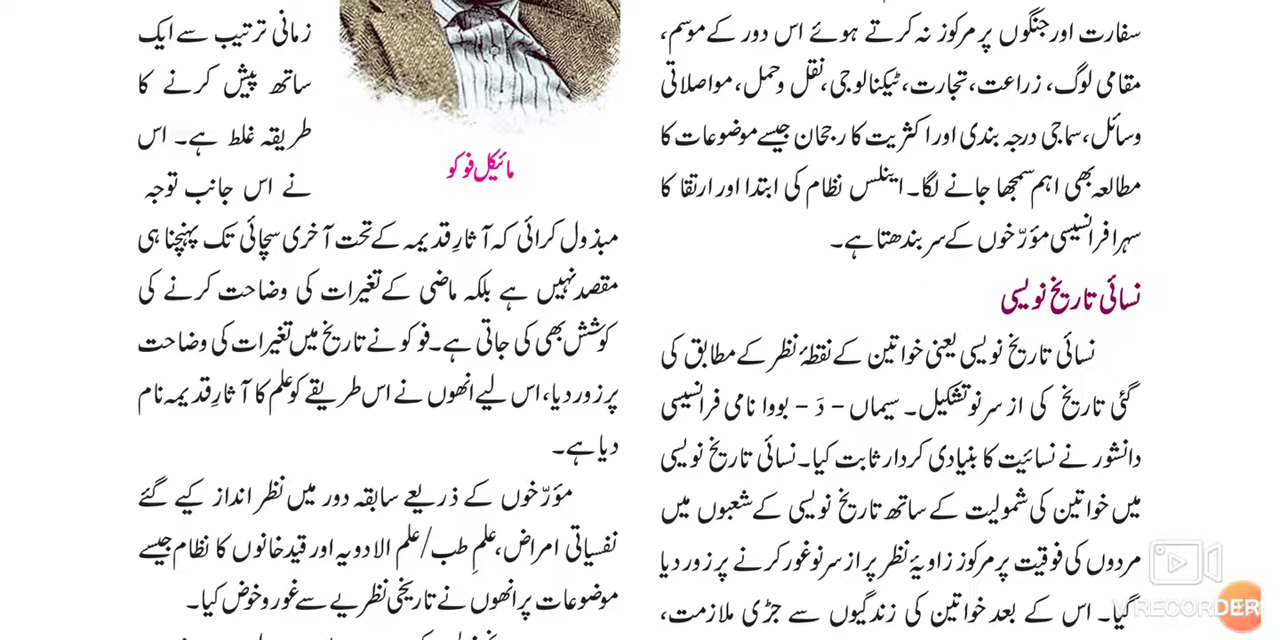 سفارت اور جنگوں پر مرکوز نہ کرتے ہوئے اس دور کے موسم،
مقامی لوگ، زراعت، تجارت، ٹیکنالوجی، نقل و حمل، مواصلاتی
وسائل، سماجی درجہ بندی اور اکثریت کا رجحان جیسے موضوعات کا
مطالعہ بھی اہم سمجھا جانے لگا۔ اینلس نظام کی ابتدا اور ارتقا کا
سہرا فرانسیسی مؤرّخوں کے سر بندھتا ہے۔
نسائی تاریخ نویسی
نسائی تاریخ نویسی یعنی خواتین کے نقطۂ نظر کے مطابق کی
گئی تاریخ کی از سرِ نو تشکیل۔ سیماں - دَ - بووا نامی فرانسیسی
دانشور نے نسائیت کا بنیادی کردار ثابت کیا۔ نسائی تاریخ نویسی
میں خواتین کی شمولیت کے ساتھ تاریخ نویسی کے شعبوں میں
مردوں کی فوقیت پر مرکوز زاویۂ نظر پر از سرِ نو غور کرنے پر زور دیا
گیا۔ اس کے بعد خواتین کی زندگیوں سے جڑی ملازمت،
زمانی ترتیب سے ایک
ساتھ پیش کرنے کا
طریقہ غلط ہے۔ اس
نے اس جانب توجہ
مائیکل فوکو
مبذول کرائی کہ آثارِ قدیمہ کے تحت آخری سچائی تک پہنچنا ہی
مقصد نہیں ہے بلکہ ماضی کے تغیرات کی وضاحت کرنے کی
کوشش بھی کی جاتی ہے۔ فوکو نے تاریخ میں تغیرات کی وضاحت
پر زور دیا، اس لیے انھوں نے اس طریقے کو علم کا آثارِ قدیمہ نام
دیا ہے۔
مؤرّخوں کے ذریعے سابقہ دور میں نظر انداز کیے گئے
نفسیاتی امراض، علمِ طب/علم الادویہ اور قید خانوں کا نظام جیسے
موضوعات پر انھوں نے تاریخی نظریے سے غور و خوض کیا۔
RECORDER